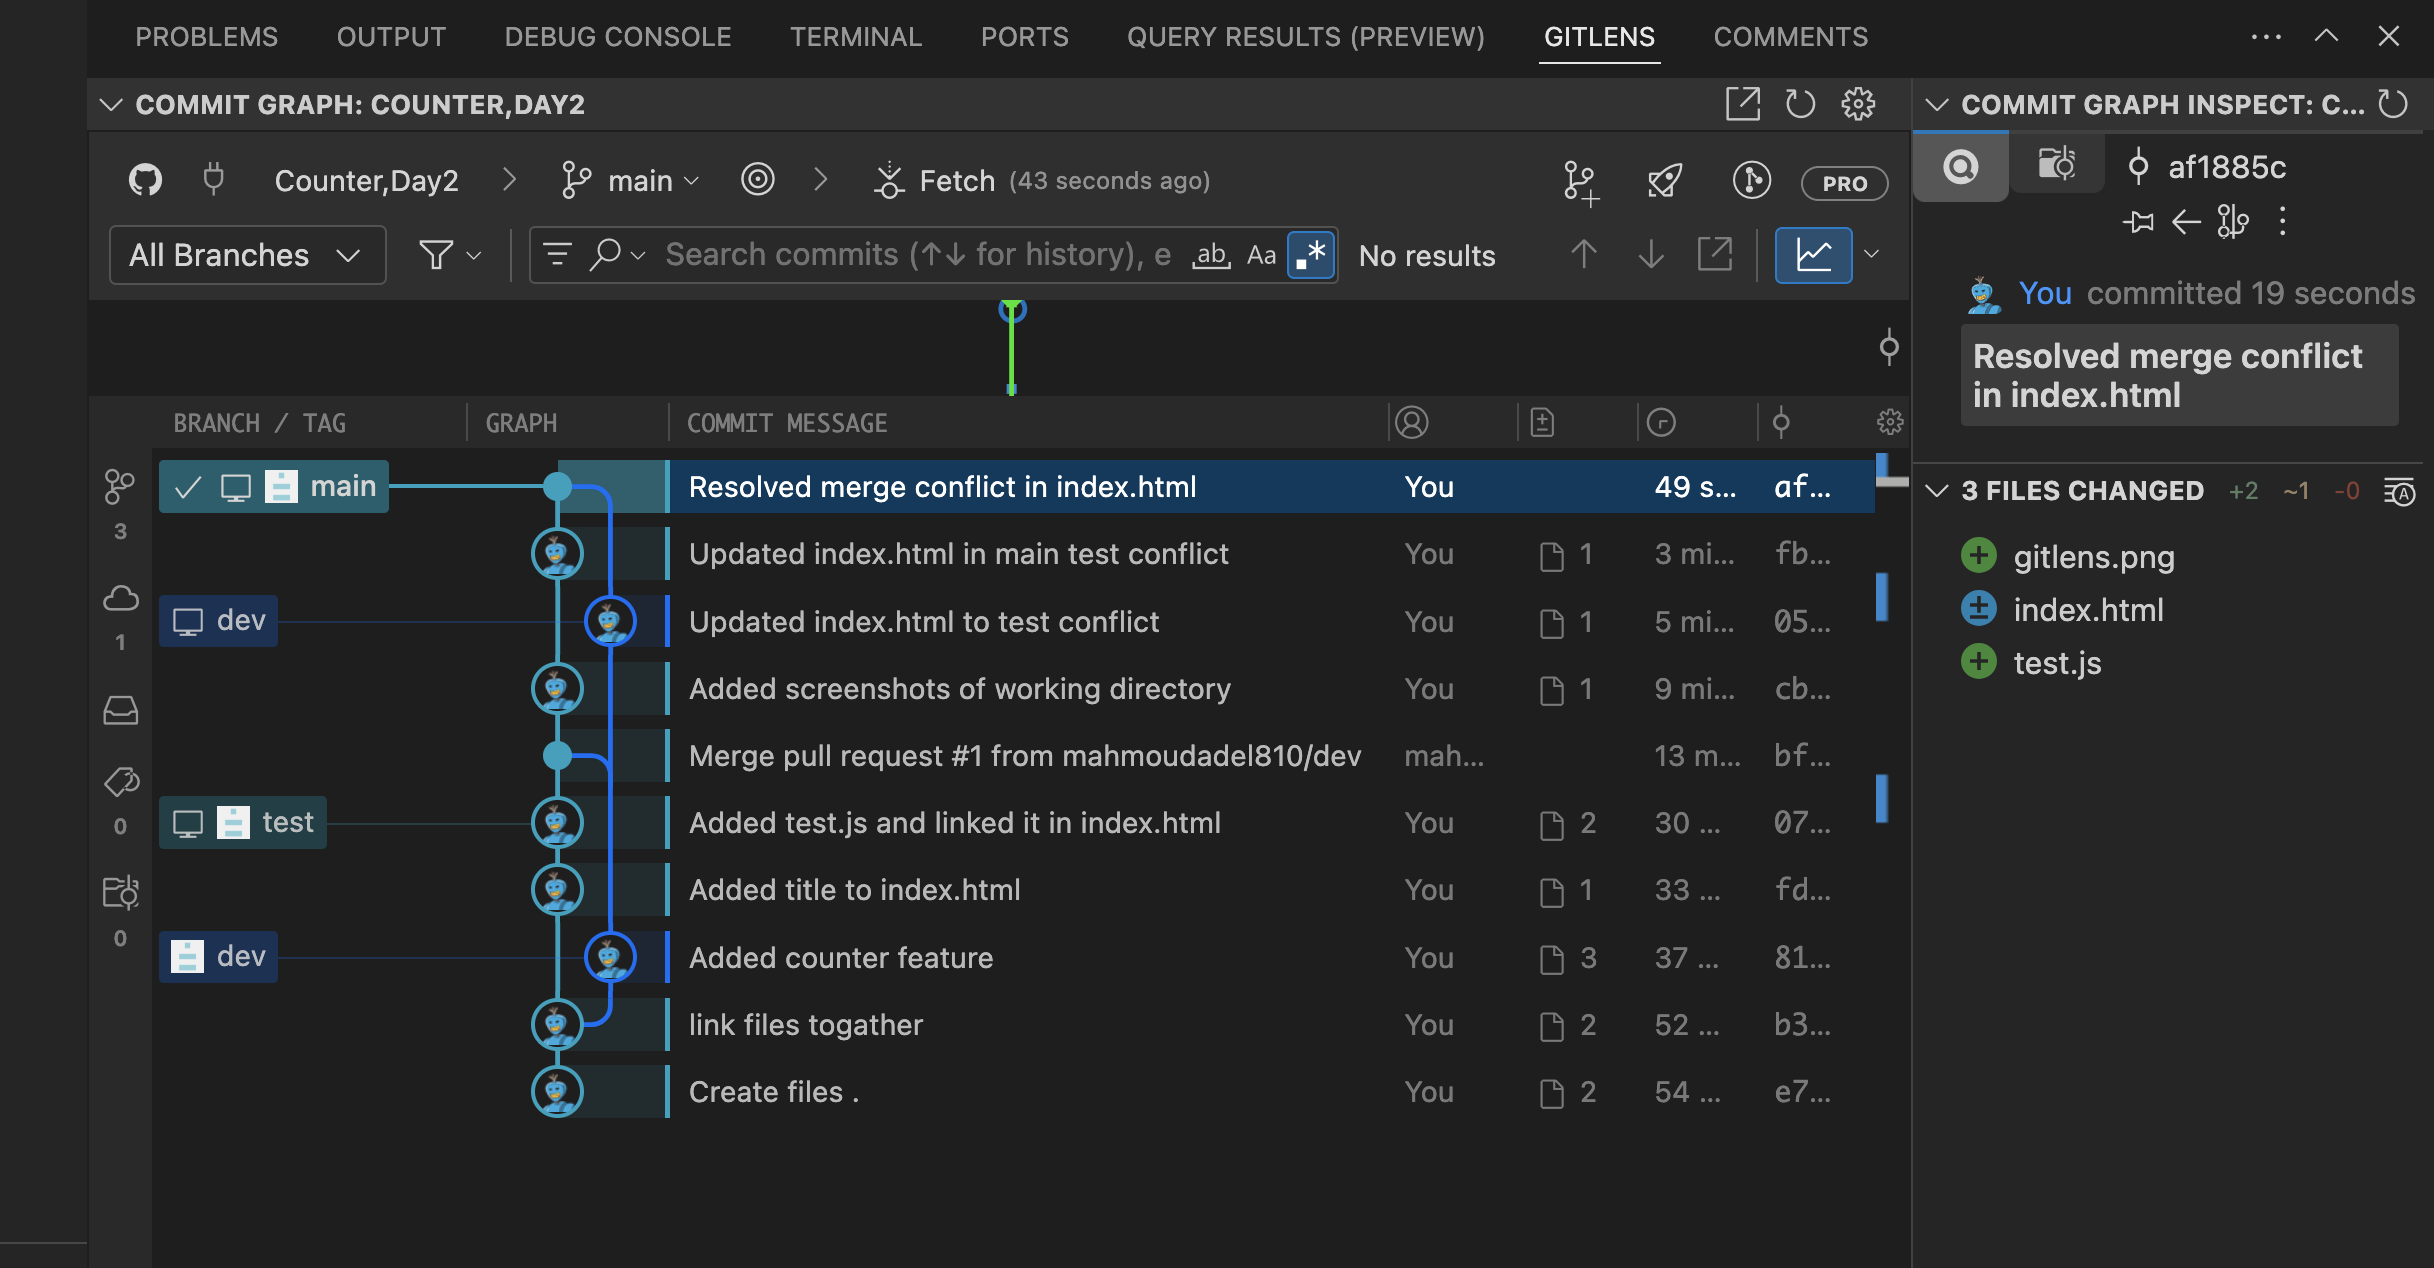 PROBLEMS OUTPUT DEBUG CONSOLE TERMINAL PORTS QUERY RESULTS (PREVIEW) GITLENS COMMENTS
COMMIT GRAPH: COUNTER,DAY2
Counter,Day2 main Fetch (43 seconds ago) PRO
All Branches Search commits (↑↓ for history), e ab Aa .* No results
BRANCH / TAG GRAPH COMMIT MESSAGE
main Resolved merge conflict in index.html You 49 s... af...
Updated index.html in main test conflict You 1 3 mi... fb...
dev Updated index.html to test conflict You 1 5 mi... 05...
Added screenshots of working directory You 1 9 mi... cb...
Merge pull request #1 from mahmoudadel810/dev mah... 13 m... bf...
test Added test.js and linked it in index.html You 2 30 ... 07...
Added title to index.html You 1 33 ... fd...
dev Added counter feature You 3 37 ... 81...
link files togather You 2 52 ... b3...
Create files . You 2 54 ... e7...
3
1
0
0
COMMIT GRAPH INSPECT: C...
af1885c
You committed 19 seconds
Resolved merge conflict
in index.html
3 FILES CHANGED +2 ~1 -0
gitlens.png
index.html
test.js